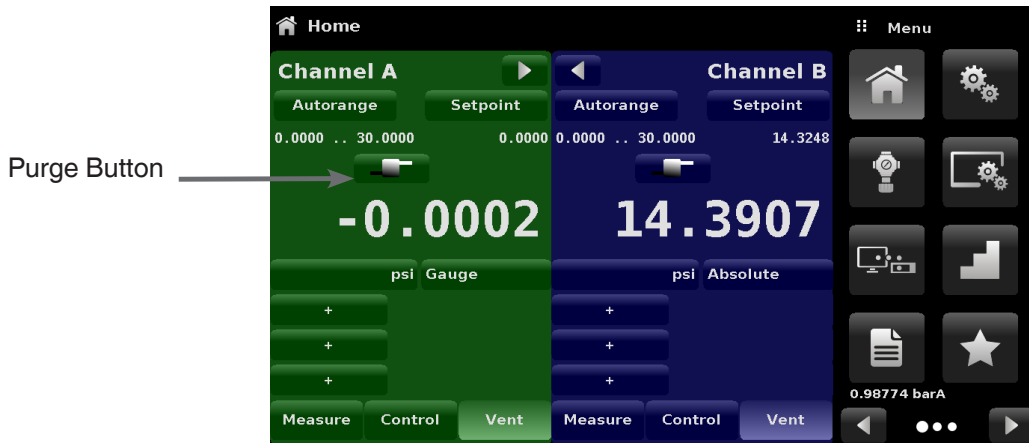 Home
Menu
Channel A
Channel B
Autorange Setpoint Autorange Setpoint
0.0000 .. 30.0000 0.0000 0.0000 .. 30.0000 14.3248
Purge Button
-0.0002 14.3907
psi Gauge psi Absolute
+ +
+ +
+ +
0.98774 barA
Measure Control Vent Measure Control Vent